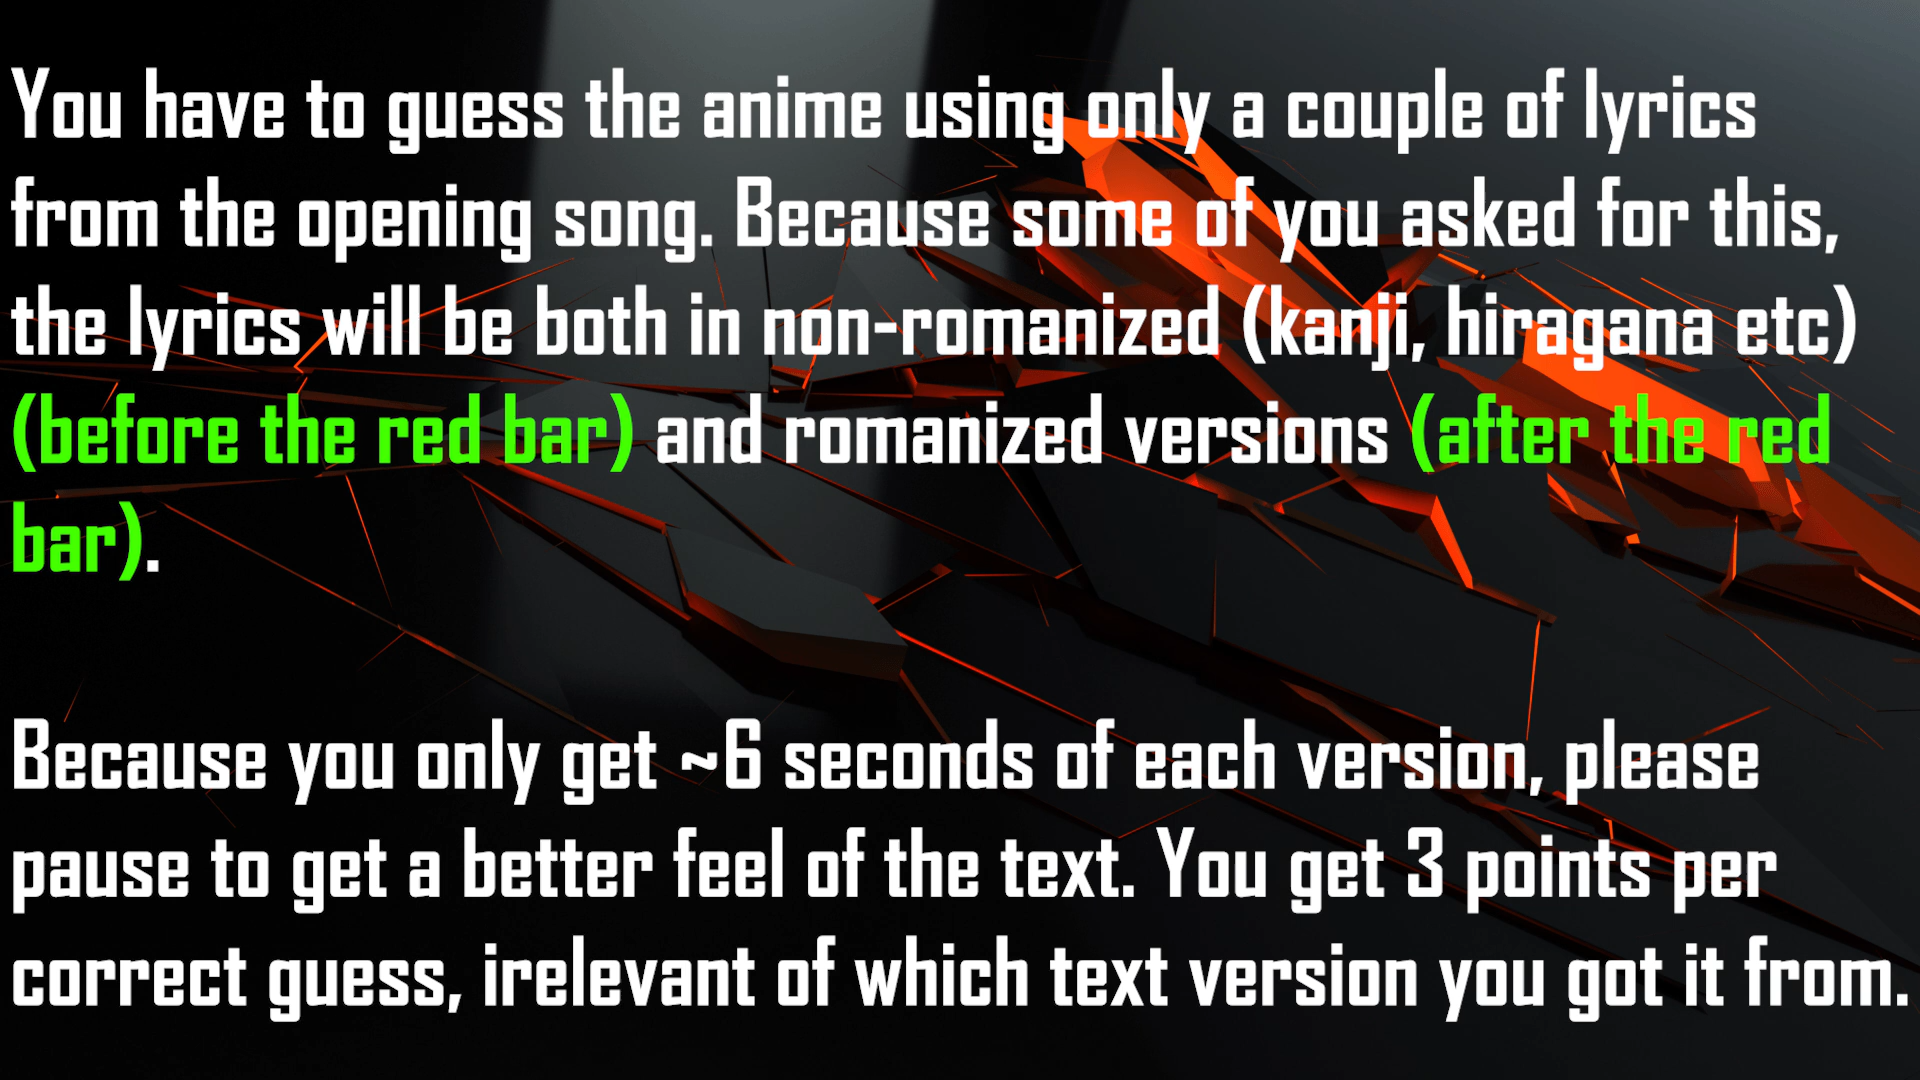 You have to guess the anime using only a couple of lyrics
from the opening song. Because some of you asked for this,
the lyrics will be both in non-romanized (kanji, hiragana etc)
(before the red bar) and romanized versions (after the red
bar).
Because you only get ~6 seconds of each version, please
pause to get a better feel of the text. You get 3 points per
correct guess, irelevant of which text version you got it from.